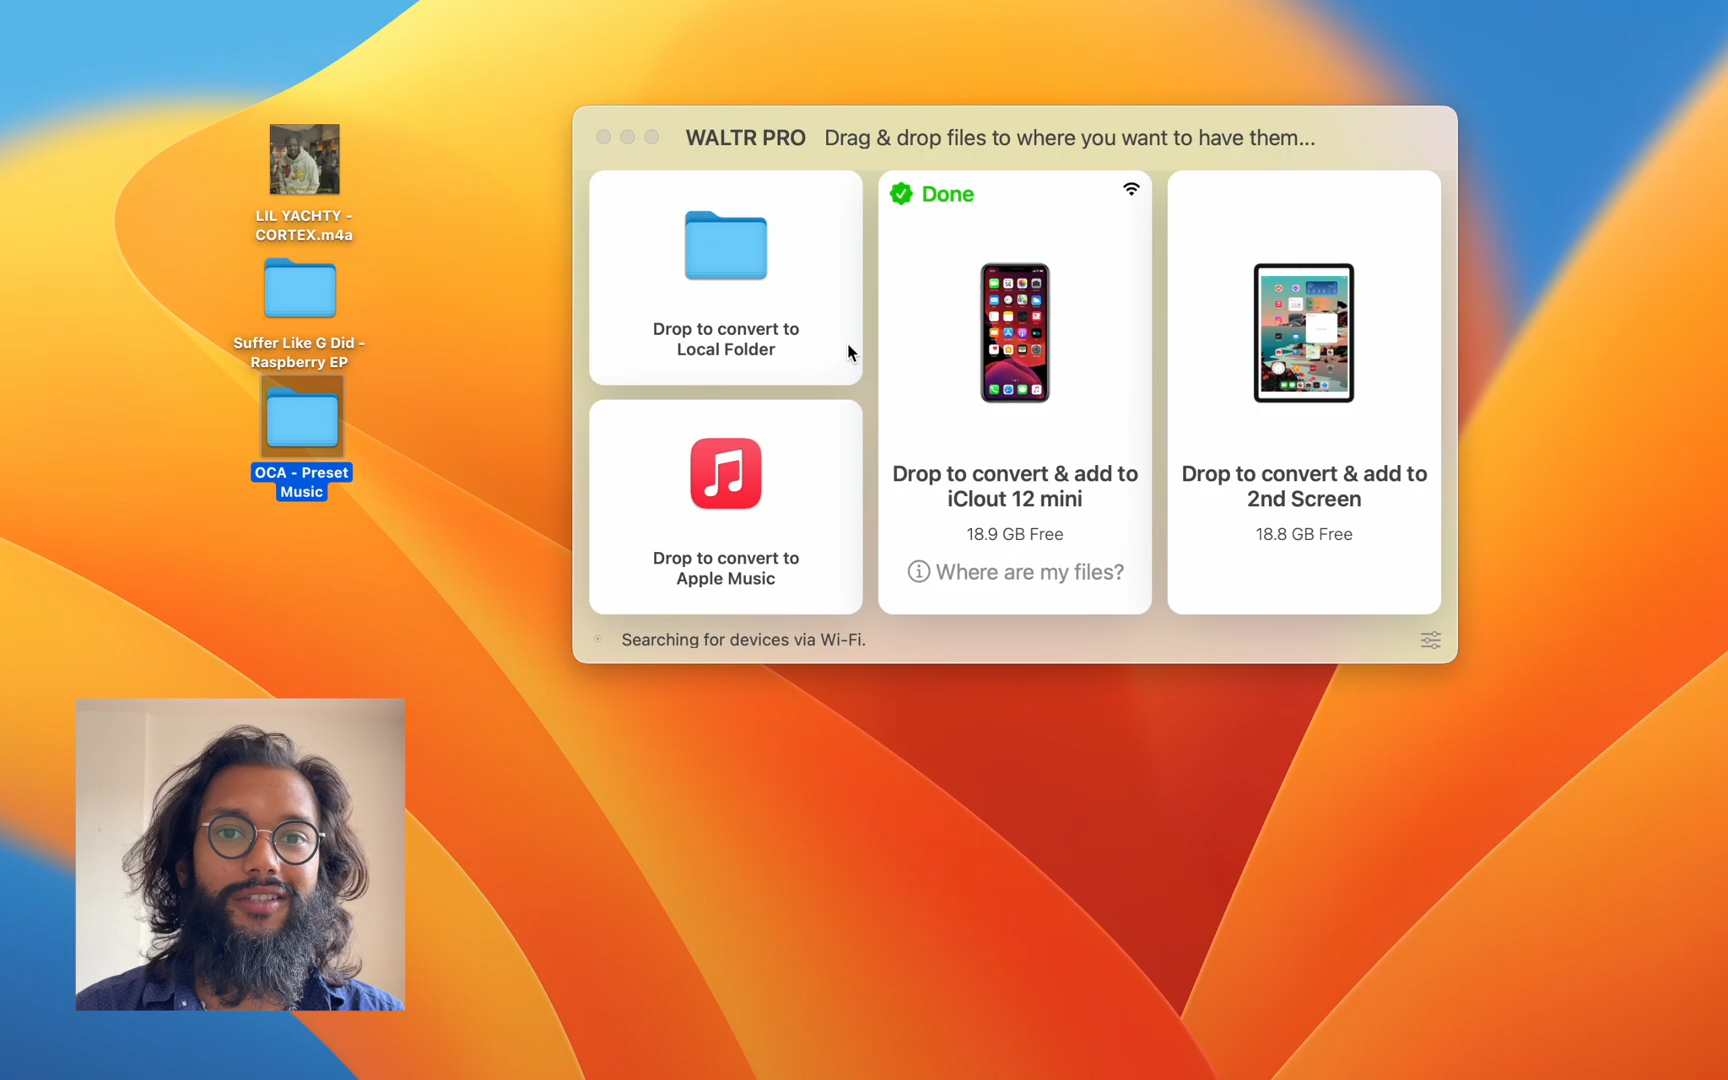 LIL YACHTY -
CORTEX.m4a
Suffer Like G Did -
Raspberry EP
OCA - Preset
Music
WALTR PRO Drag & drop files to where you want to have them...
Drop to convert to
Local Folder
Drop to convert to
Apple Music
Done
Drop to convert & add to
iClout 12 mini
18.9 GB Free
Where are my files?
Drop to convert & add to
2nd Screen
18.8 GB Free
Searching for devices via Wi-Fi.